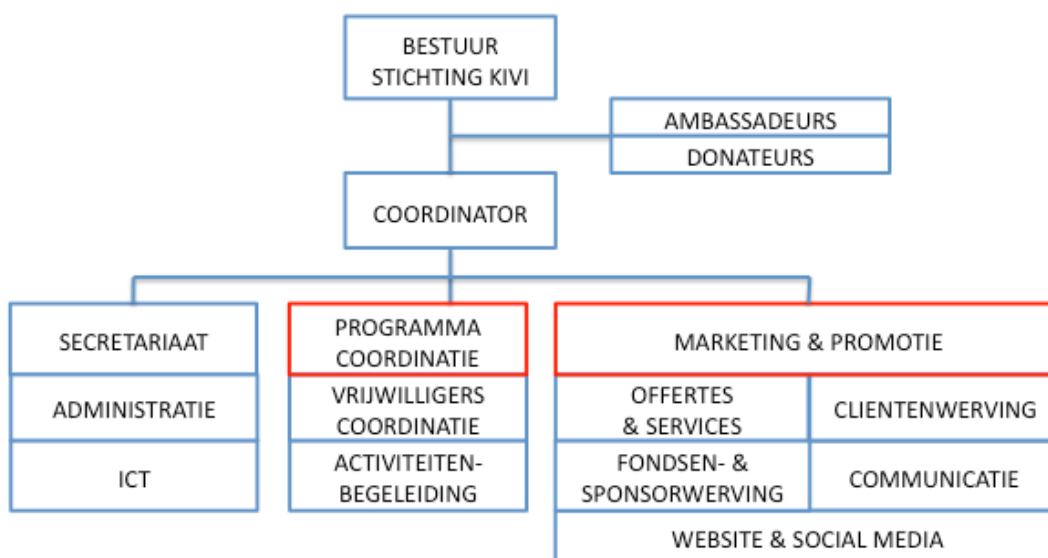 BESTUUR
STICHTING KIVI
AMBASSADEURS
DONATEURS
COORDINATOR
SECRETARIAAT
ADMINISTRATIE
ICT
PROGRAMMA
COORDINATIE
VRIJWILLIGERS
COORDINATIE
ACTIVITEITEN-
BEGELEIDING
MARKETING & PROMOTIE
OFFERTES
& SERVICES
CLIENTENWERVING
FONDSEN- &
SPONSORWERVING
COMMUNICATIE
WEBSITE & SOCIAL MEDIA